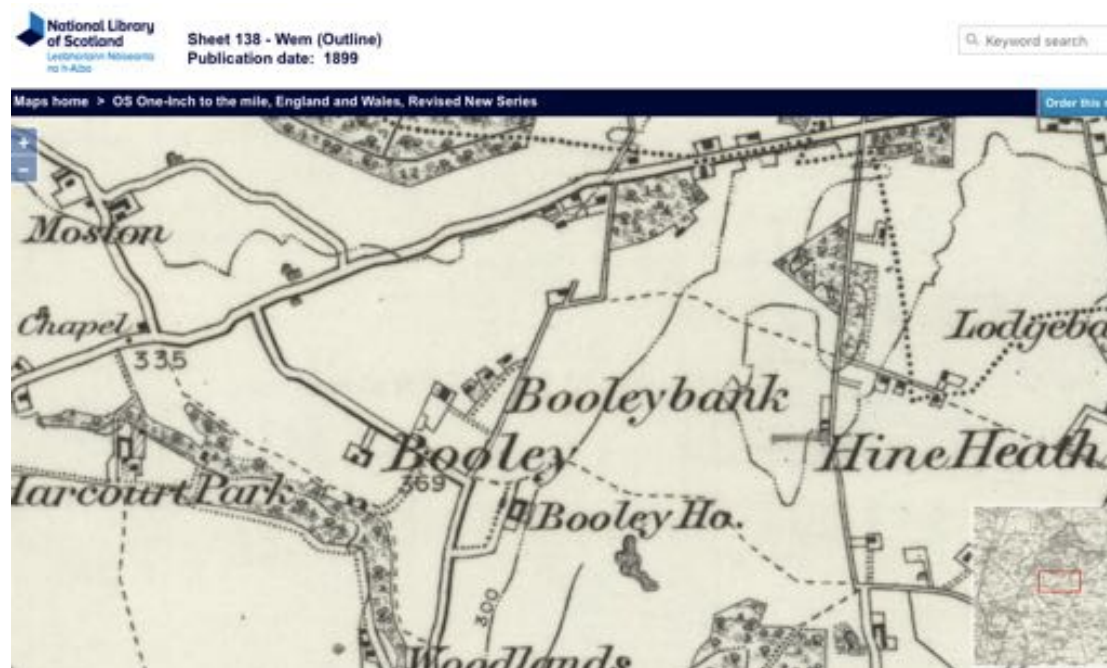 National Library
of Scotland
Leabharlann Nàiseanta
na h-Alba
Sheet 138 - Wem (Outline)
Publication date: 1899
Keyword search
Maps home > OS One-Inch to the mile, England and Wales, Revised New Series
Order this
+
−
Moston
Chapel
335
Lodgeba
Booleybank
Booley
Hine Heath
369
Harcourt Park
Booley Ho.
300
Woodlands